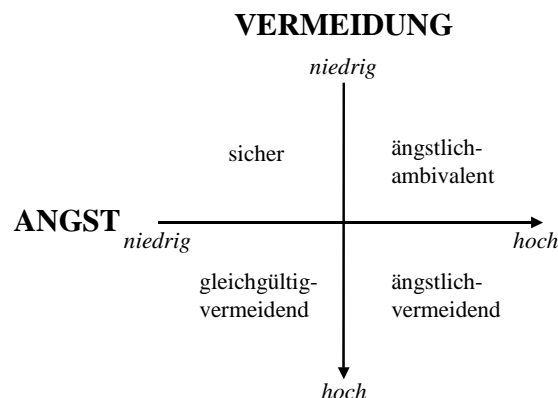 VERMEIDUNG
niedrig
sicher
ängstlich-
ambivalent
ANGST
niedrig
hoch
gleichgültig-
vermeidend
ängstlich-
vermeidend
hoch